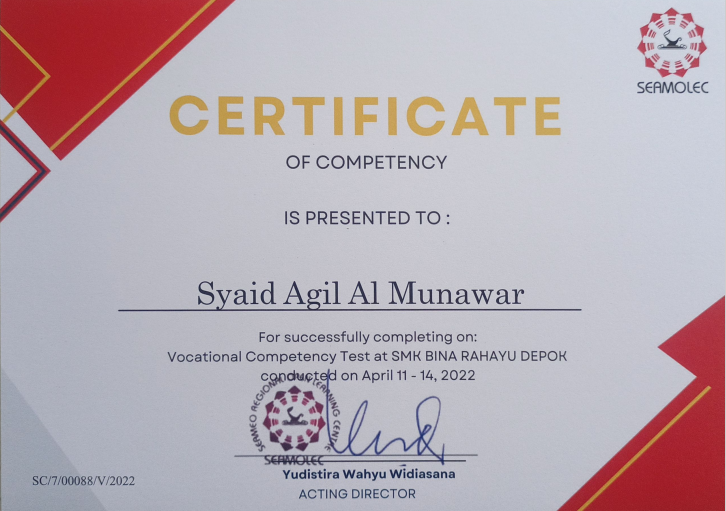 SEAMOLEC
CERTIFICATE
OF COMPETENCY
IS PRESENTED TO :
Syaid Agil Al Munawar
For successfully completing on:
Vocational Competency Test at SMK BINA RAHAYU DEPOK
conducted on April 11 - 14, 2022
SEAMEO REGIONAL OPEN LEARNING CENTRE
SEAMOLEC
Yudistira Wahyu Widiasana
ACTING DIRECTOR
SC/7/00088/V/2022